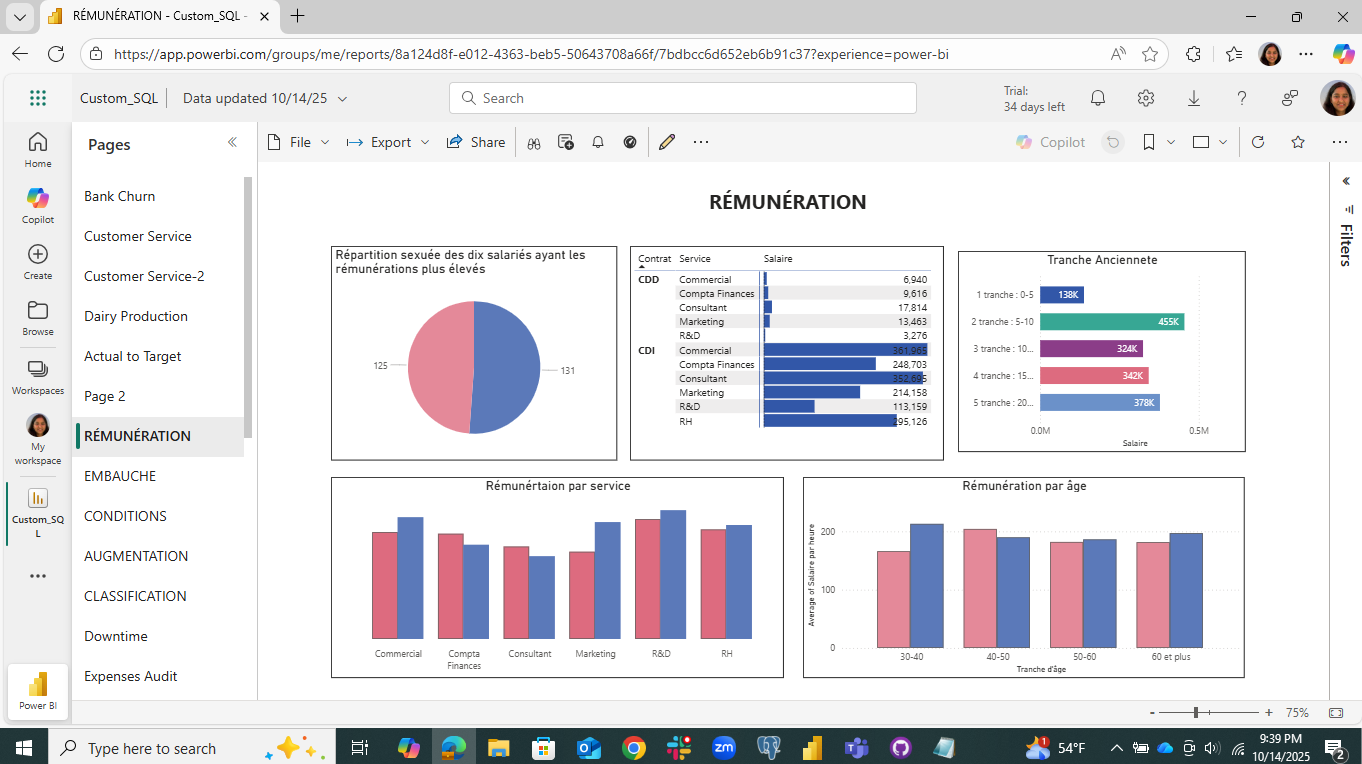 RÉMUNÉRATION - Custom_SQL -
https://app.powerbi.com/groups/me/reports/8a124d8f-e012-4363-beb5-50643708a66f/7bdbcc6d652eb6b91c37?experience=power-bi
Custom_SQL
Data updated 10/14/25
Search
Trial:
34 days left
Home
Copilot
Create
Browse
Workspaces
My
workspace
Custom_SQ
L
Power BI
Pages
Bank Churn
Customer Service
Customer Service-2
Dairy Production
Actual to Target
Page 2
RÉMUNÉRATION
EMBAUCHE
CONDITIONS
AUGMENTATION
CLASSIFICATION
Downtime
Expenses Audit
File
Export
Share
Copilot
Filters
RÉMUNÉRATION
Répartition sexuée des dix salariés ayant les
rémunérations plus élevés
125
131
Contrat Service Salaire
CDD Commercial 6,940
Compta Finances 9,616
Consultant 17,814
Marketing 13,463
R&D 3,276
CDI Commercial 361,965
Compta Finances 248,703
Consultant 352,695
Marketing 214,158
R&D 113,159
RH 295,126
Tranche Anciennete
1 tranche : 0-5 138K
2 tranche : 5-10 455K
3 tranche : 10... 324K
4 tranche : 15... 342K
5 tranche : 20... 378K
0.0M 0.5M
Salaire
Rémunértaion par service
Commercial
Compta
Finances
Consultant
Marketing
R&D
RH
Rémunération par âge
Average of Salaire par heure
200
100
0
30-40 40-50 50-60 60 et plus
Tranche d'âge
- + 75%
Type here to search
zm
1
54°F
9:39 PM
10/14/2025
2